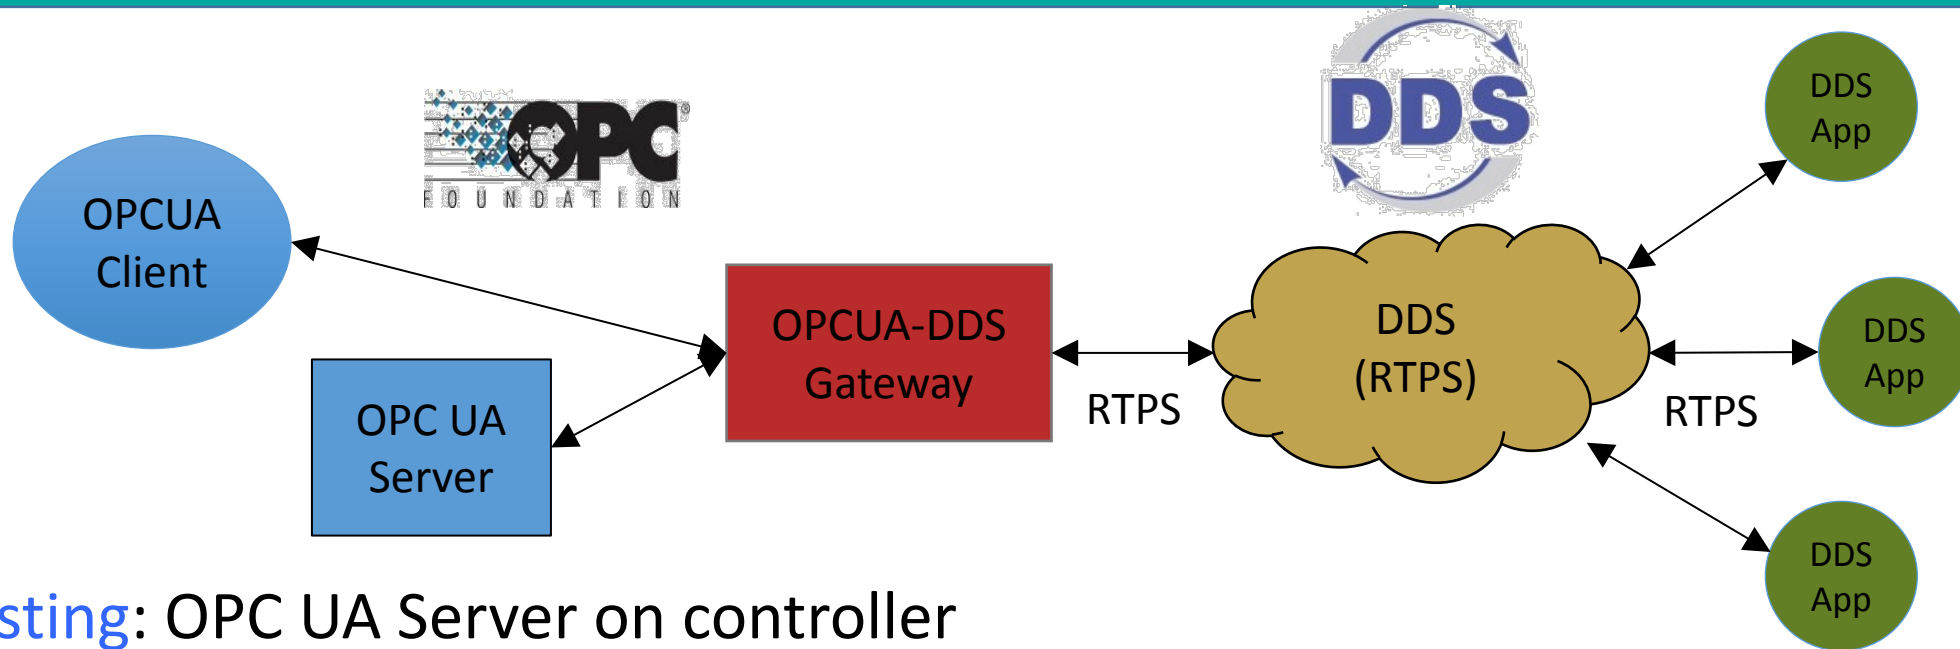 OPC®
FOUNDATION
DDS
DDS
App
OPCUA
Client
OPCUA-DDS
Gateway
RTPS
DDS
(RTPS)
RTPS
DDS
App
OPC UA
Server
DDS
App
sting: OPC UA Server on controller